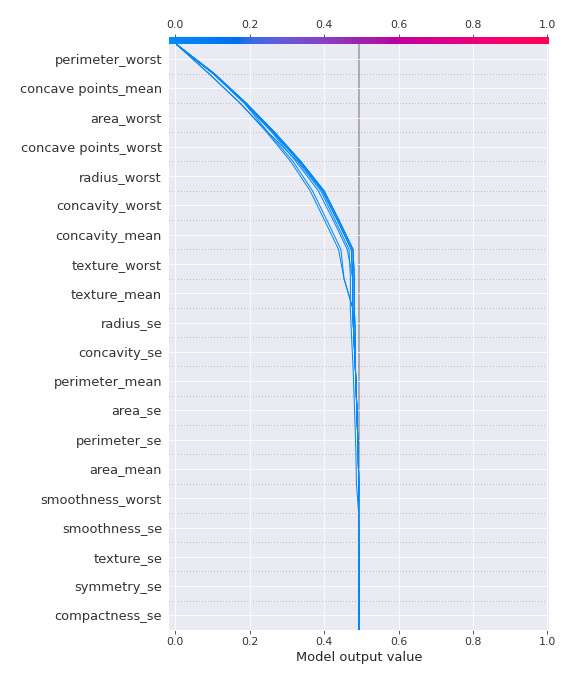 0.0 0.2 0.4 0.6 0.8 1.0
perimeter_worst
concave points_mean
area_worst
concave points_worst
radius_worst
concavity_worst
concavity_mean
texture_worst
texture_mean
radius_se
concavity_se
perimeter_mean
area_se
perimeter_se
area_mean
smoothness_worst
smoothness_se
texture_se
symmetry_se
compactness_se
0.0 0.2 0.4 0.6 0.8 1.0
Model output value